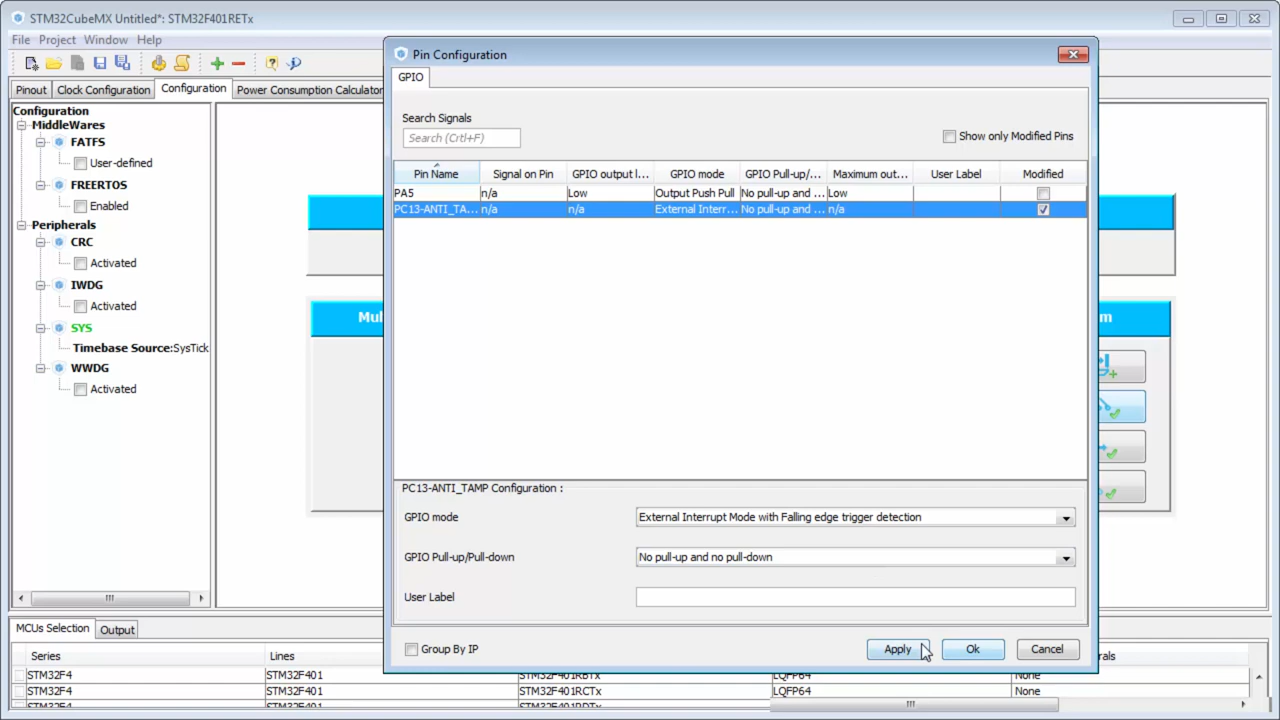 STM32CubeMX Untitled*: STM32F401RETx
File Project Window Help
Pinout Clock Configuration Configuration Power Consumption Calculator
Configuration
MiddleWares
FATFS
User-defined
FREERTOS
Enabled
Peripherals
CRC
Activated
IWDG
Activated
SYS
Timebase Source:SysTick
WWDG
Activated
Mul
m
Pin Configuration
GPIO
Search Signals
Search (Crtl+F)
Show only Modified Pins
Pin Name Signal on Pin GPIO output l... GPIO mode GPIO Pull-up/... Maximum out... User Label Modified
PA5 n/a Low Output Push Pull No pull-up and ... Low
PC13-ANTI_TA... n/a n/a External Interr... No pull-up and ... n/a
PC13-ANTI_TAMP Configuration :
GPIO mode External Interrupt Mode with Falling edge trigger detection
GPIO Pull-up/Pull-down No pull-up and no pull-down
User Label
Group By IP Apply Ok Cancel
MCUs Selection Output
Series Lines rals
STM32F4 STM32F401 STM32F401RBTx LQFP64 None
STM32F4 STM32F401 STM32F401RCTx LQFP64 None
STM32F4 STM32F401 STM32F401RDTx